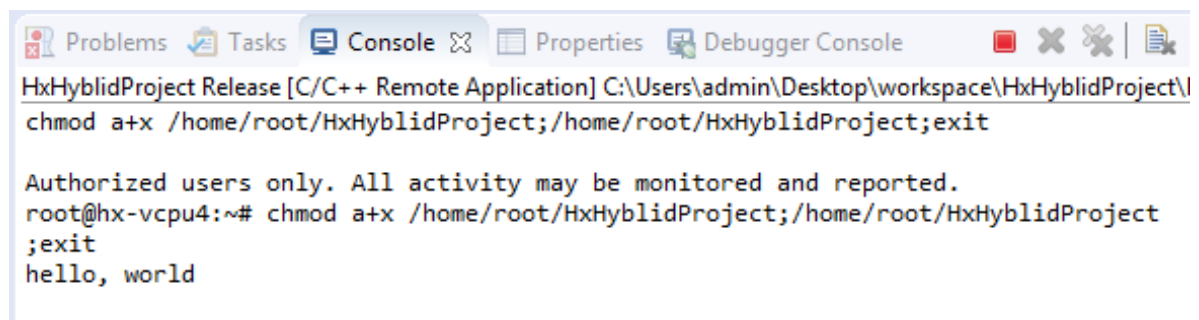 Problems Tasks Console Properties Debugger Console
HxHyblidProject Release [C/C++ Remote Application] C:\Users\admin\Desktop\workspace\HxHyblidProject\
chmod a+x /home/root/HxHyblidProject;/home/root/HxHyblidProject;exit
Authorized users only. All activity may be monitored and reported.
root@hx-vcpu4:~# chmod a+x /home/root/HxHyblidProject;/home/root/HxHyblidProject
;exit
hello, world